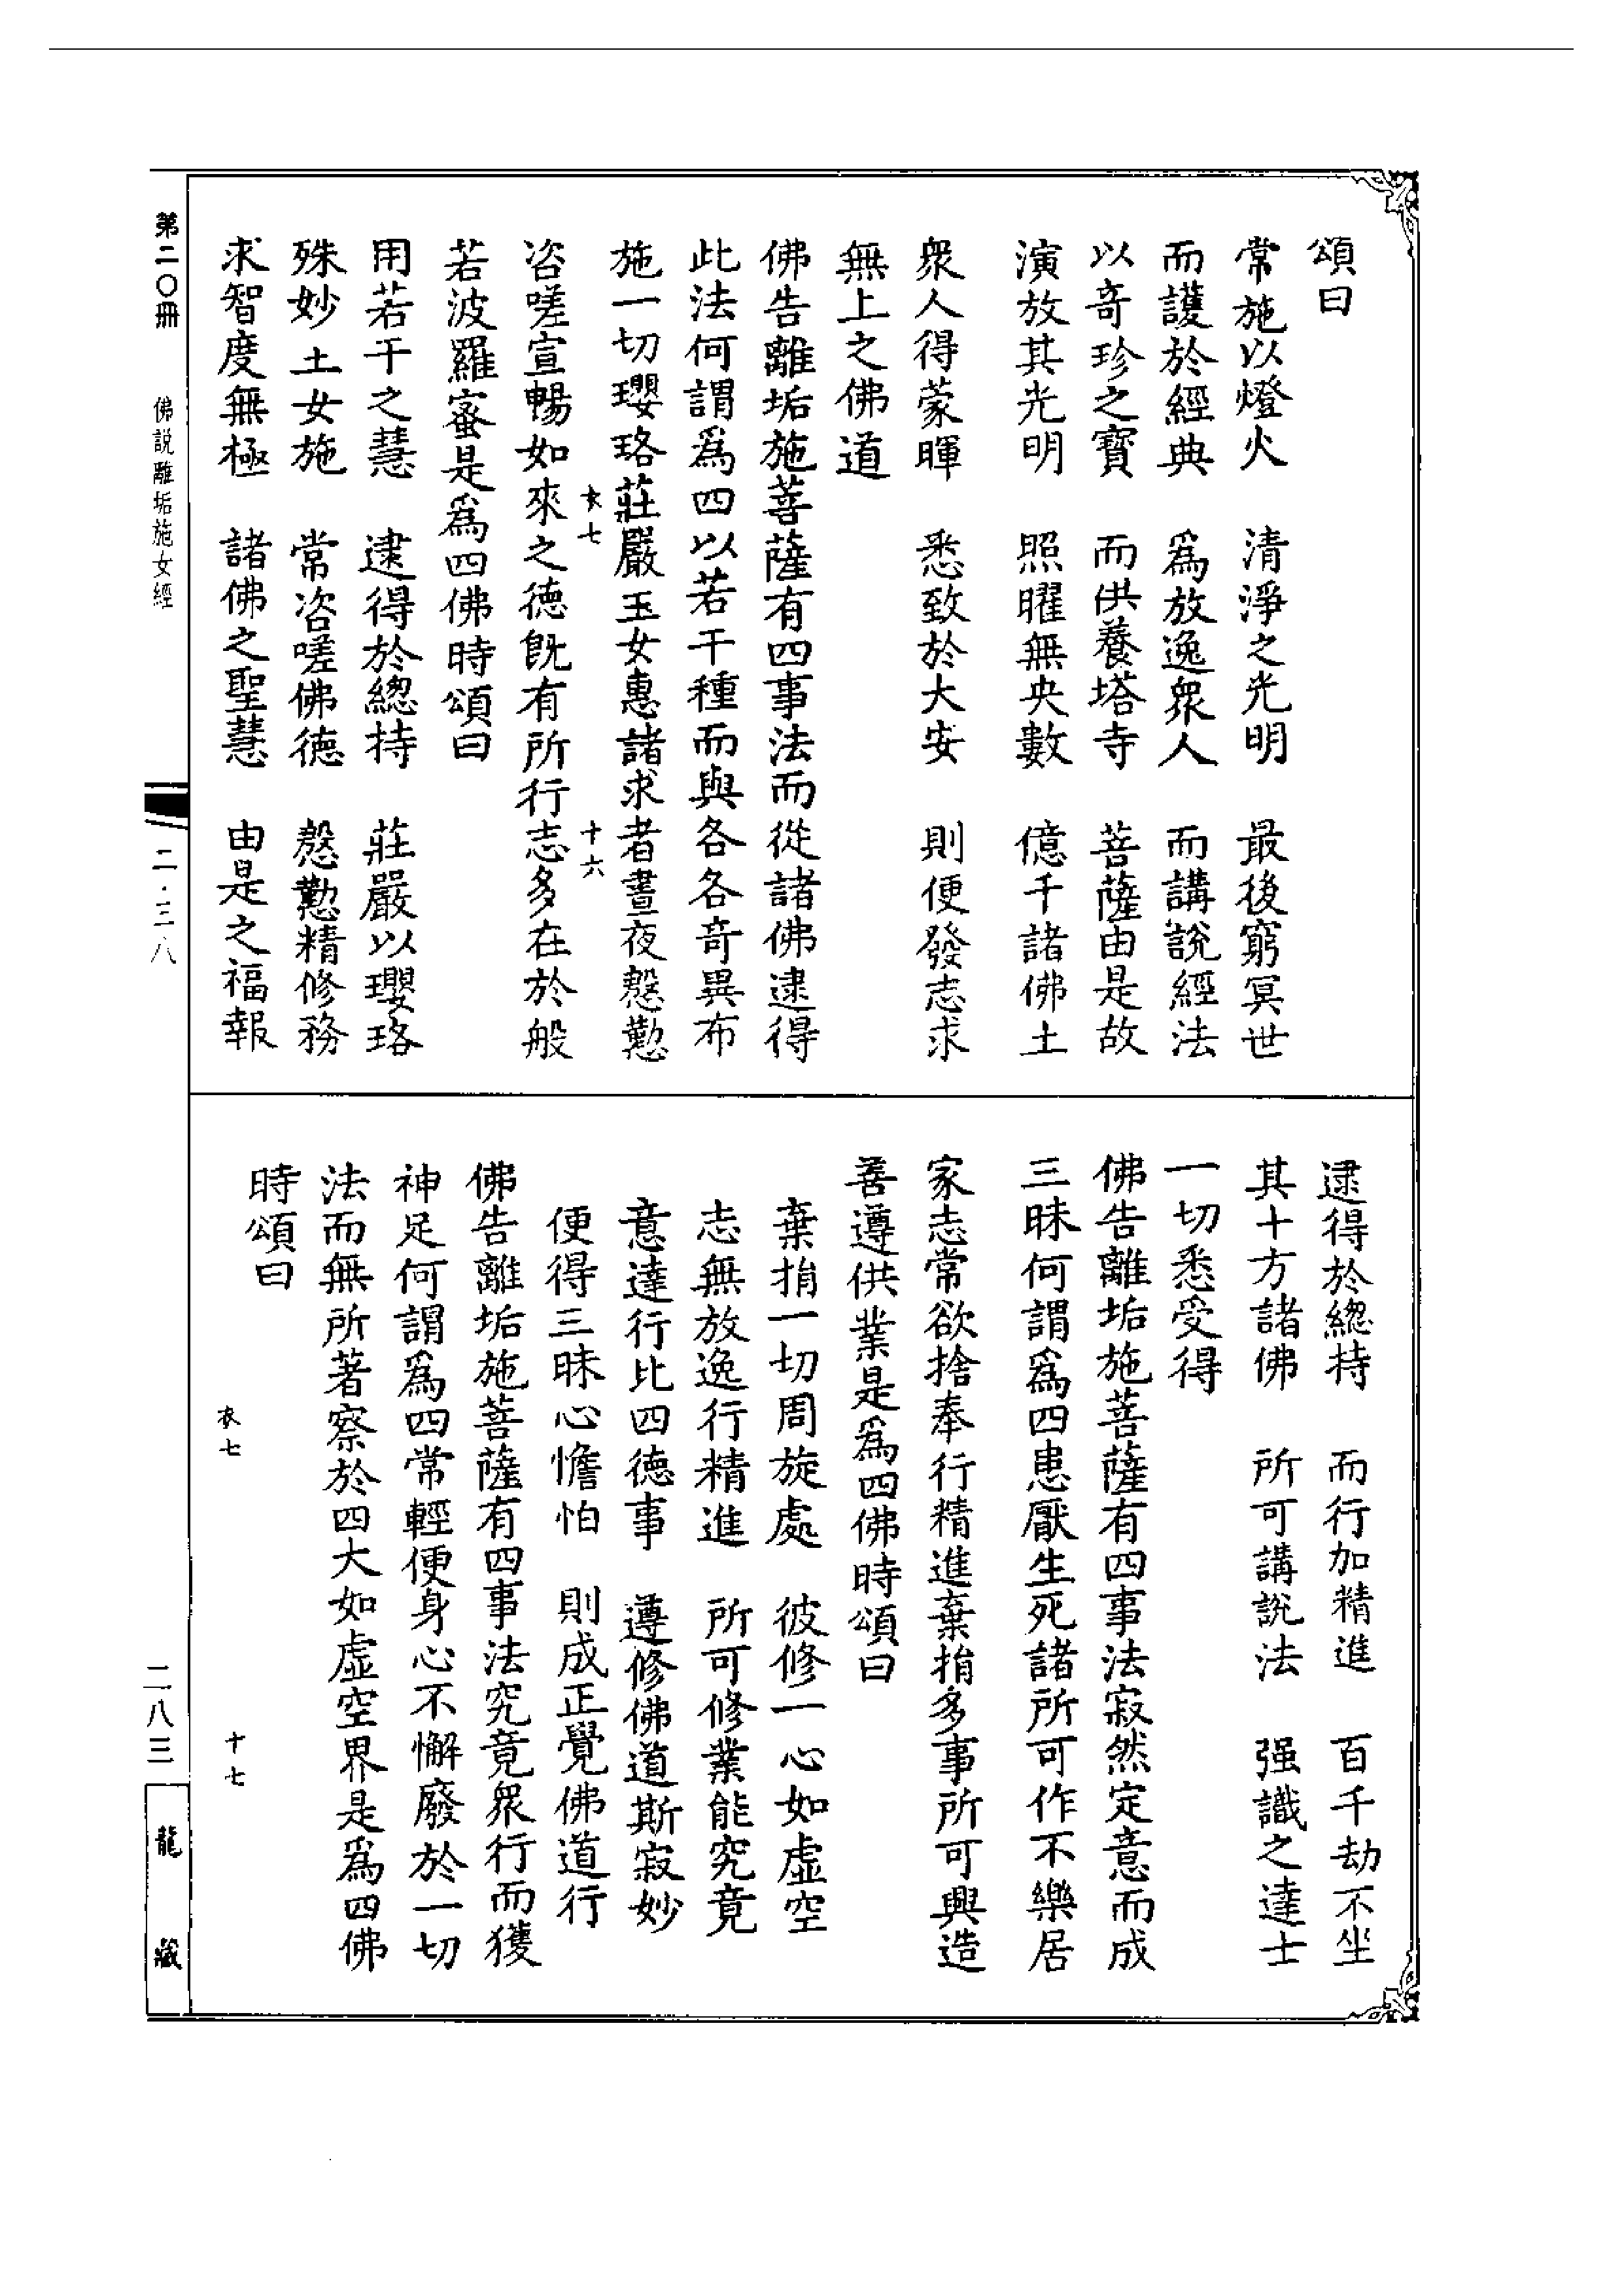 頌曰
常施以燈火　清淨之光明　最後窮冥世
而護於經典　爲放逸衆人　而講說經法
以奇珍之寶　而供養塔寺　菩薩由是故
演放其光明　照曜無央數　億千諸佛土
衆人得蒙暉　悉致於大安　則便發志求
無上之佛道
佛告離垢施菩薩有四事法而從諸佛逮得
此法何謂爲四以若干種而與各各奇異布
施一切瓔珞莊嚴玉女惠諸求者晝夜慇懃
衣七　十六
咨嗟宣暢如來之德旣有所行志多在於般
若波羅蜜是爲四佛時頌曰
用若干之慧　逮得於總持　莊嚴以瓔珞
殊妙土女施　常咨嗟佛德　慇懃精修務
求智度無極　諸佛之聖慧　由是之福報
逮得於總持　而行加精進　百千劫不坐
其十方諸佛　所可講說法　强識之達士
一切悉受得
佛告離垢施菩薩有四事法寂然定意而成
三昧何謂爲四患厭生死諸所可作不樂居
家志常欲捨奉行精進棄捐多事所可興造
善遵供業是爲四佛時頌曰
棄捐一切周旋處　彼修一心如虛空
志無放逸行精進　所可修業能究竟
意達行比四德事　遵修佛道斯寂妙
便得三昧心憺怕　則成正覺佛道行
佛告離垢施菩薩有四事法究竟衆行而獲
神足何謂爲四常輕便身心不懈廢於一切
法而無所著察於四大如虛空界是爲四佛
時頌曰
衣七　十七
第二〇冊　佛說離垢施女經　二·三八　二八三　龍藏